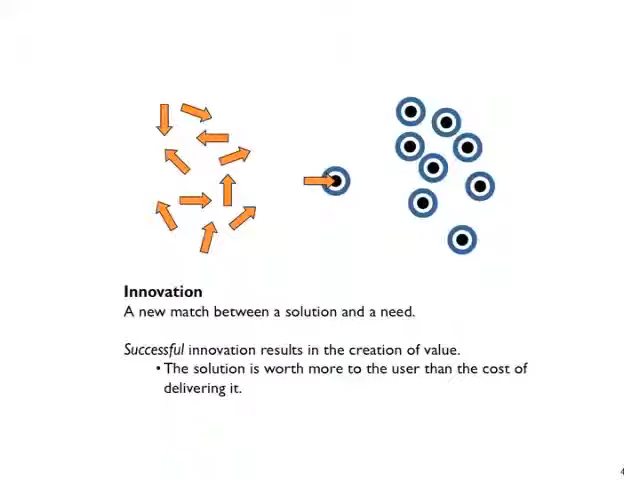 Innovation
A new match between a solution and a need.
Successful innovation results in the creation of value.
• The solution is worth more to the user than the cost of
delivering it.
4